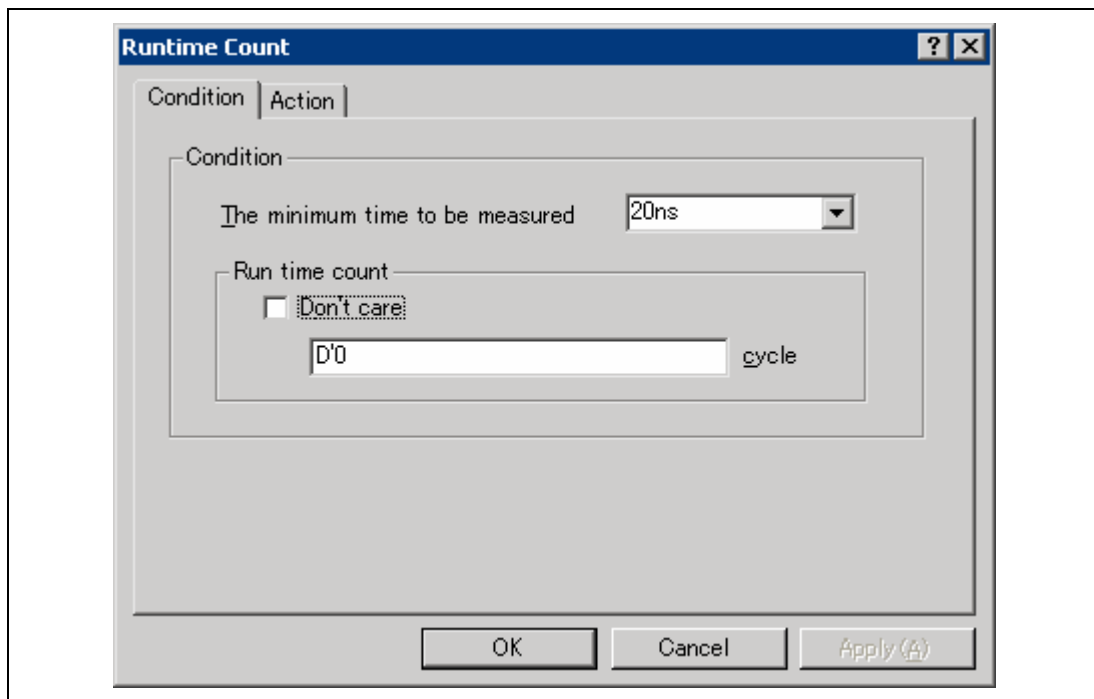 Runtime Count
Condition Action
Condition
The minimum time to be measured 20ns
Run time count
Don't care
D'0 cycle
OK Cancel Apply(A)